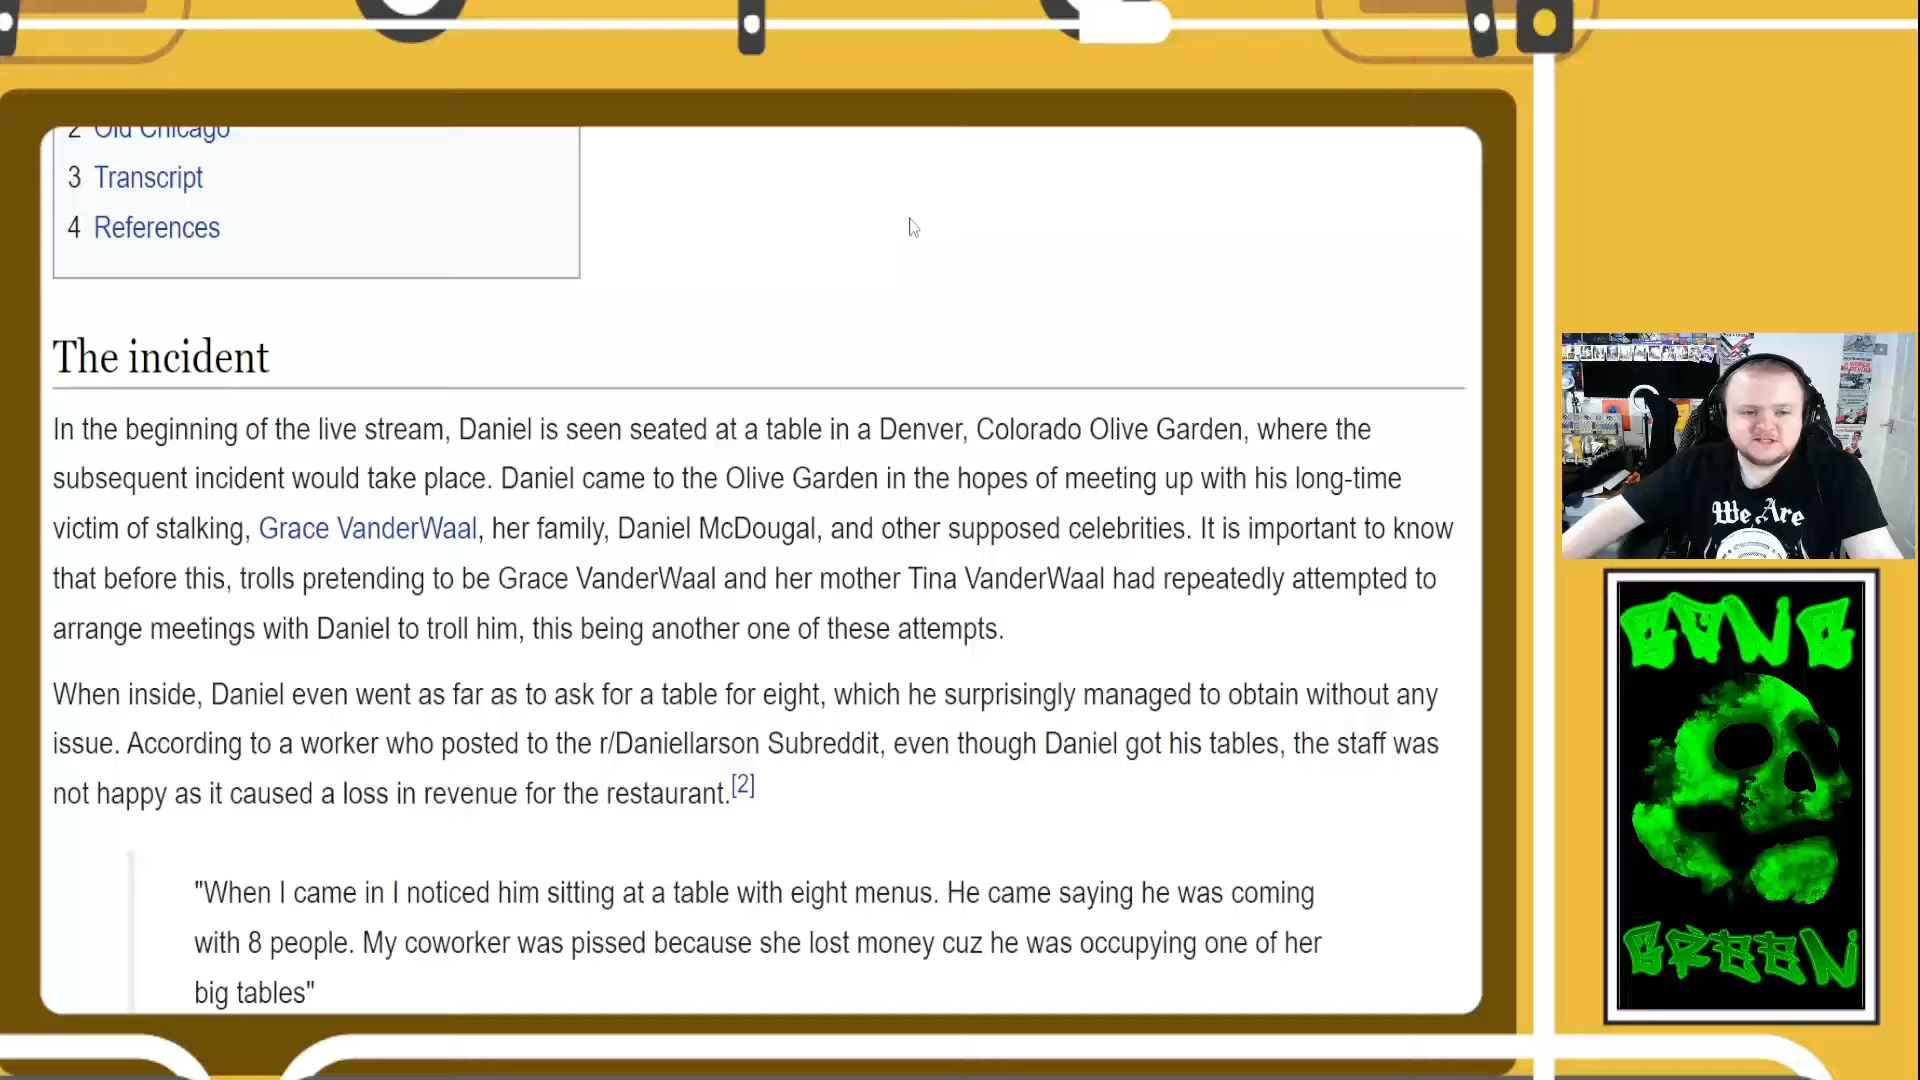 2 Old Chicago
3 Transcript
4 References
The incident
In the beginning of the live stream, Daniel is seen seated at a table in a Denver, Colorado Olive Garden, where the
subsequent incident would take place. Daniel came to the Olive Garden in the hopes of meeting up with his long-time
victim of stalking, Grace VanderWaal, her family, Daniel McDougal, and other supposed celebrities. It is important to know
that before this, trolls pretending to be Grace VanderWaal and her mother Tina VanderWaal had repeatedly attempted to
arrange meetings with Daniel to troll him, this being another one of these attempts.
When inside, Daniel even went as far as to ask for a table for eight, which he surprisingly managed to obtain without any
issue. According to a worker who posted to the r/Daniellarson Subreddit, even though Daniel got his tables, the staff was
not happy as it caused a loss in revenue for the restaurant.[2]
"When I came in I noticed him sitting at a table with eight menus. He came saying he was coming
with 8 people. My coworker was pissed because she lost money cuz he was occupying one of her
big tables"
We Are
GONE
GREEN